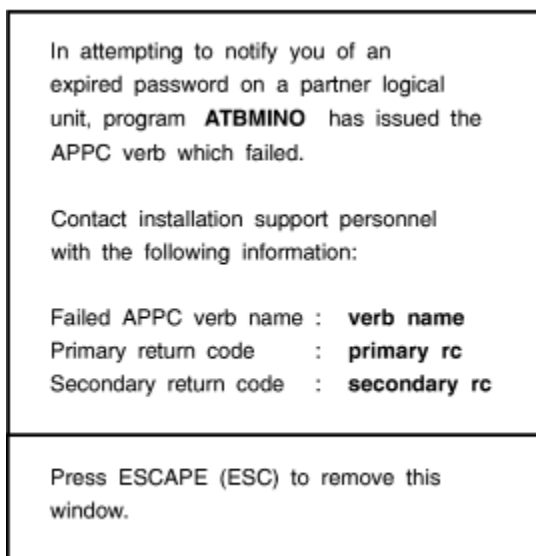 In attempting to notify you of an
expired password on a partner logical
unit, program ATBMINO has issued the
APPC verb which failed.
Contact installation support personnel
with the following information:
Failed APPC verb name : verb name
Primary return code : primary rc
Secondary return code : secondary rc
Press ESCAPE (ESC) to remove this
window.